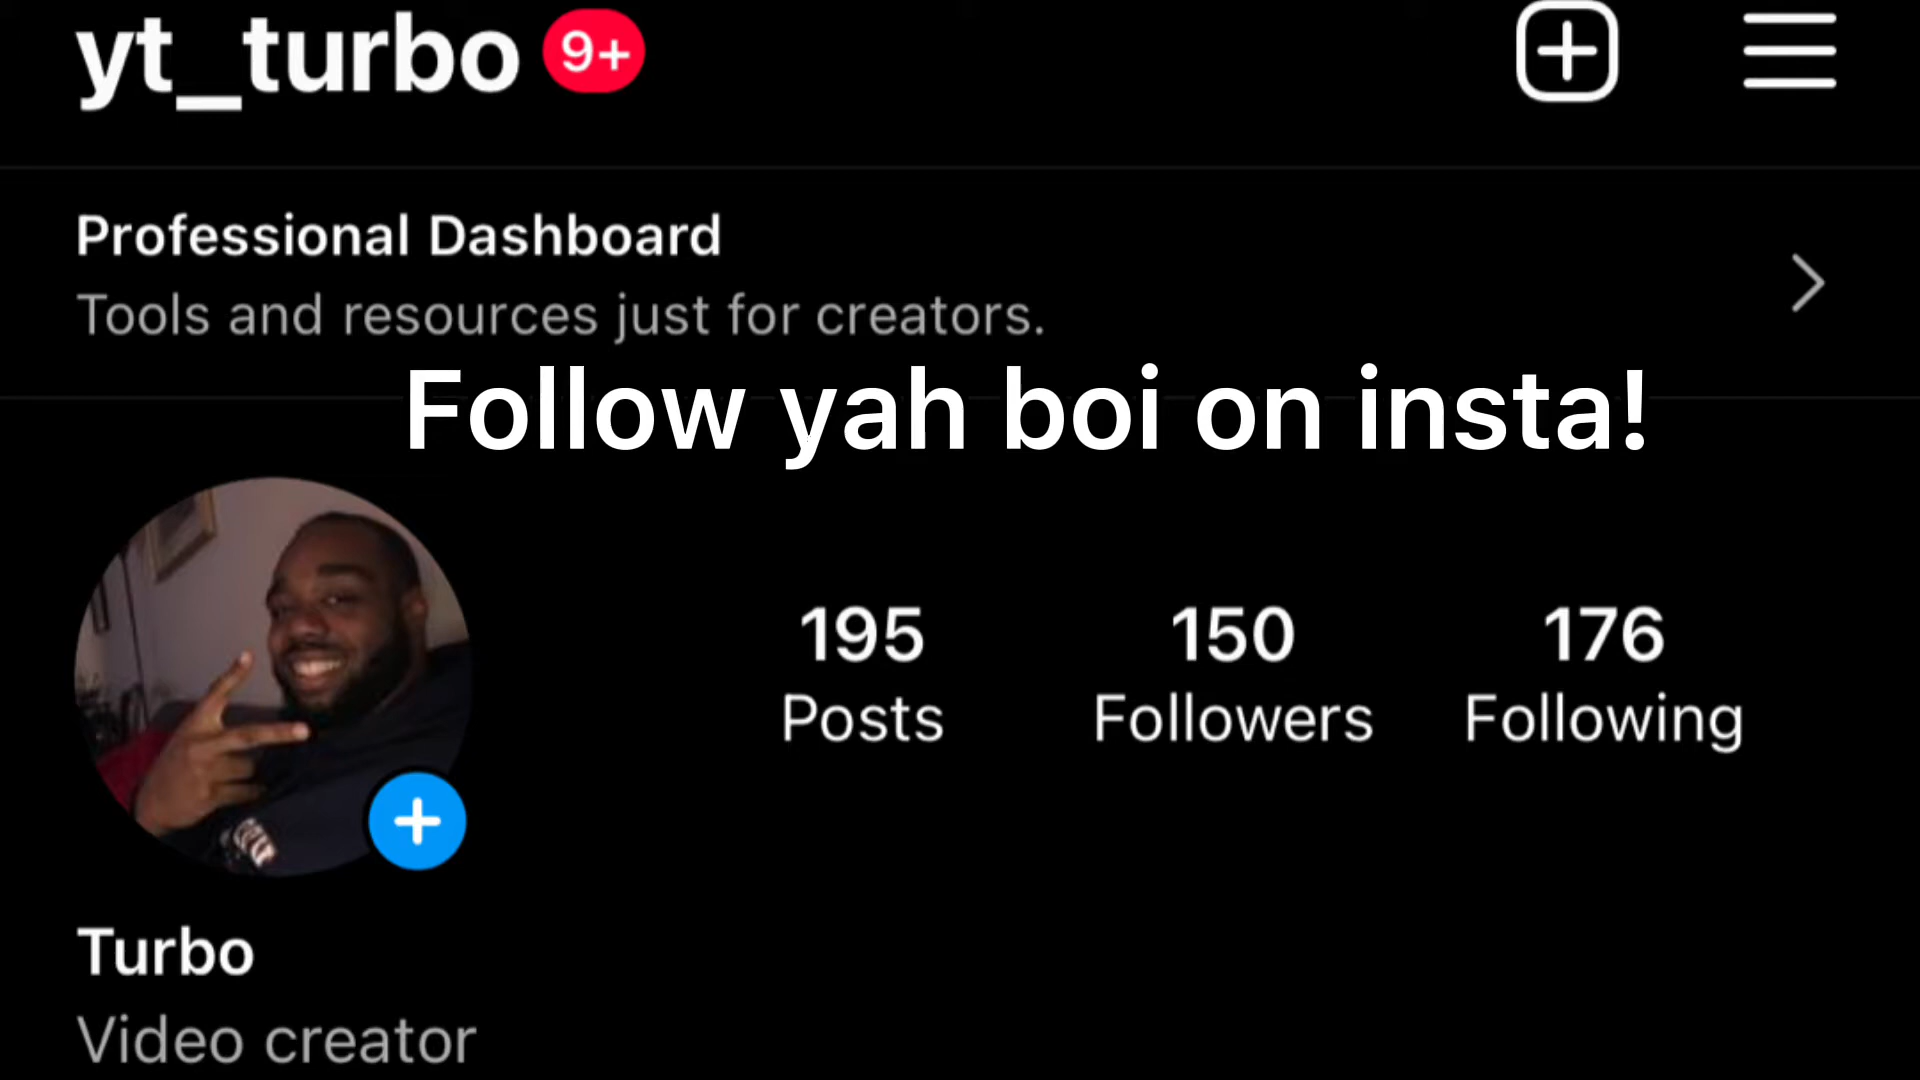 yt_turbo 9+
Professional Dashboard
Tools and resources just for creators.
Follow yah boi on insta!
195 150 176
Posts Followers Following
Turbo
Video creator